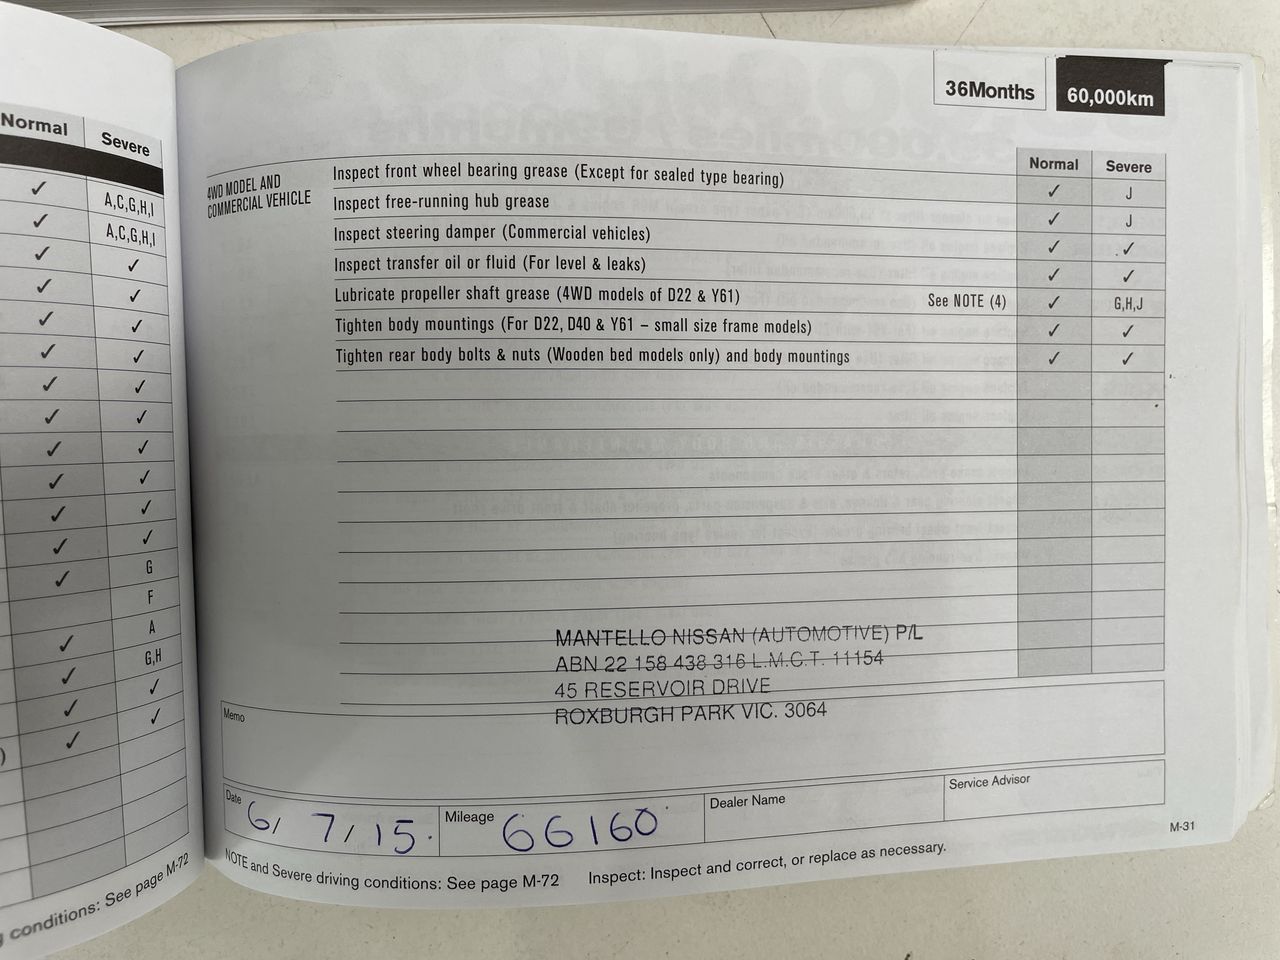 Normal Severe
✓ A,C,G,H,I
✓ A,C,G,H,I
✓ ✓
✓ ✓
✓ ✓
✓ ✓
✓ ✓
✓ ✓
✓ ✓
✓ ✓
✓ ✓
✓ ✓
✓ G
F
✓ A
✓ G,H
✓ ✓
) ✓ ✓
conditions: See page M-72
36Months 60,000km
Normal Severe
4WD MODEL AND
COMMERCIAL VEHICLE
Inspect front wheel bearing grease (Except for sealed type bearing) ✓ J
Inspect free-running hub grease ✓ J
Inspect steering damper (Commercial vehicles) ✓ ✓
Inspect transfer oil or fluid (For level & leaks) ✓ ✓
Lubricate propeller shaft grease (4WD models of D22 & Y61) See NOTE (4) ✓ G,H,J
Tighten body mountings (For D22, D40 & Y61 – small size frame models) ✓ ✓
Tighten rear body bolts & nuts (Wooden bed models only) and body mountings ✓ ✓
MANTELLO NISSAN (AUTOMOTIVE) P/L
ABN 22 158 438 316 L.M.C.T. 11154
45 RESERVOIR DRIVE
ROXBURGH PARK VIC. 3064
Memo
Date 6/ 7/15. Mileage 66160 Dealer Name Service Advisor
NOTE and Severe driving conditions: See page M-72 Inspect: Inspect and correct, or replace as necessary.
M-31